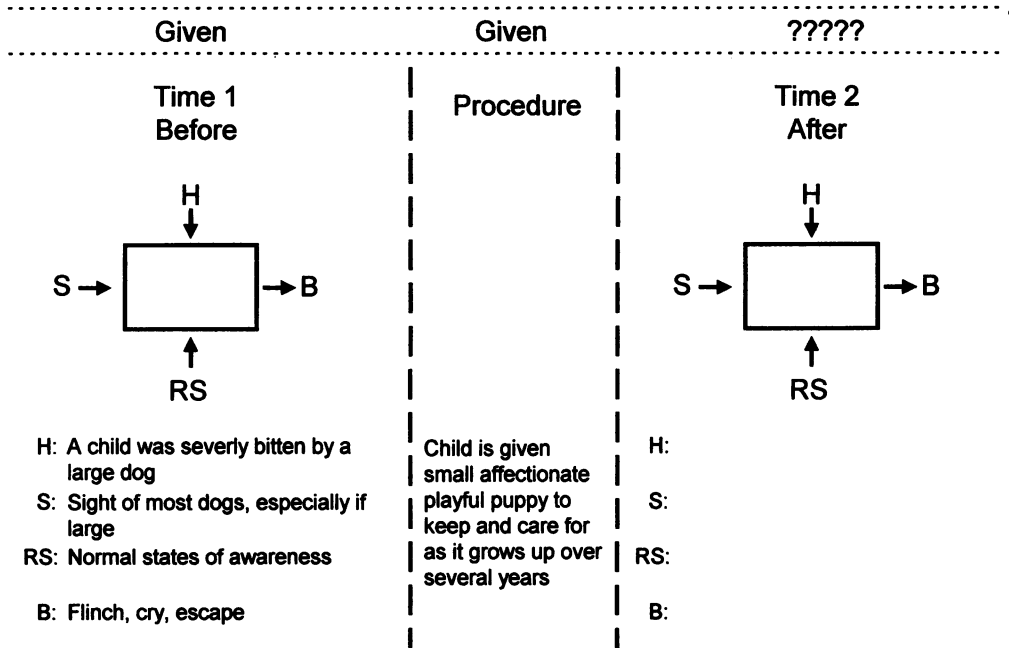 Given Given ?????
Time 1
Before
Procedure
Time 2
After
H
S B
RS
H
S B
RS
H: A child was severly bitten by a
large dog
S: Sight of most dogs, especially if
large
RS: Normal states of awareness
B: Flinch, cry, escape
Child is given
small affectionate
playful puppy to
keep and care for
as it grows up over
several years
H:
S:
RS:
B: